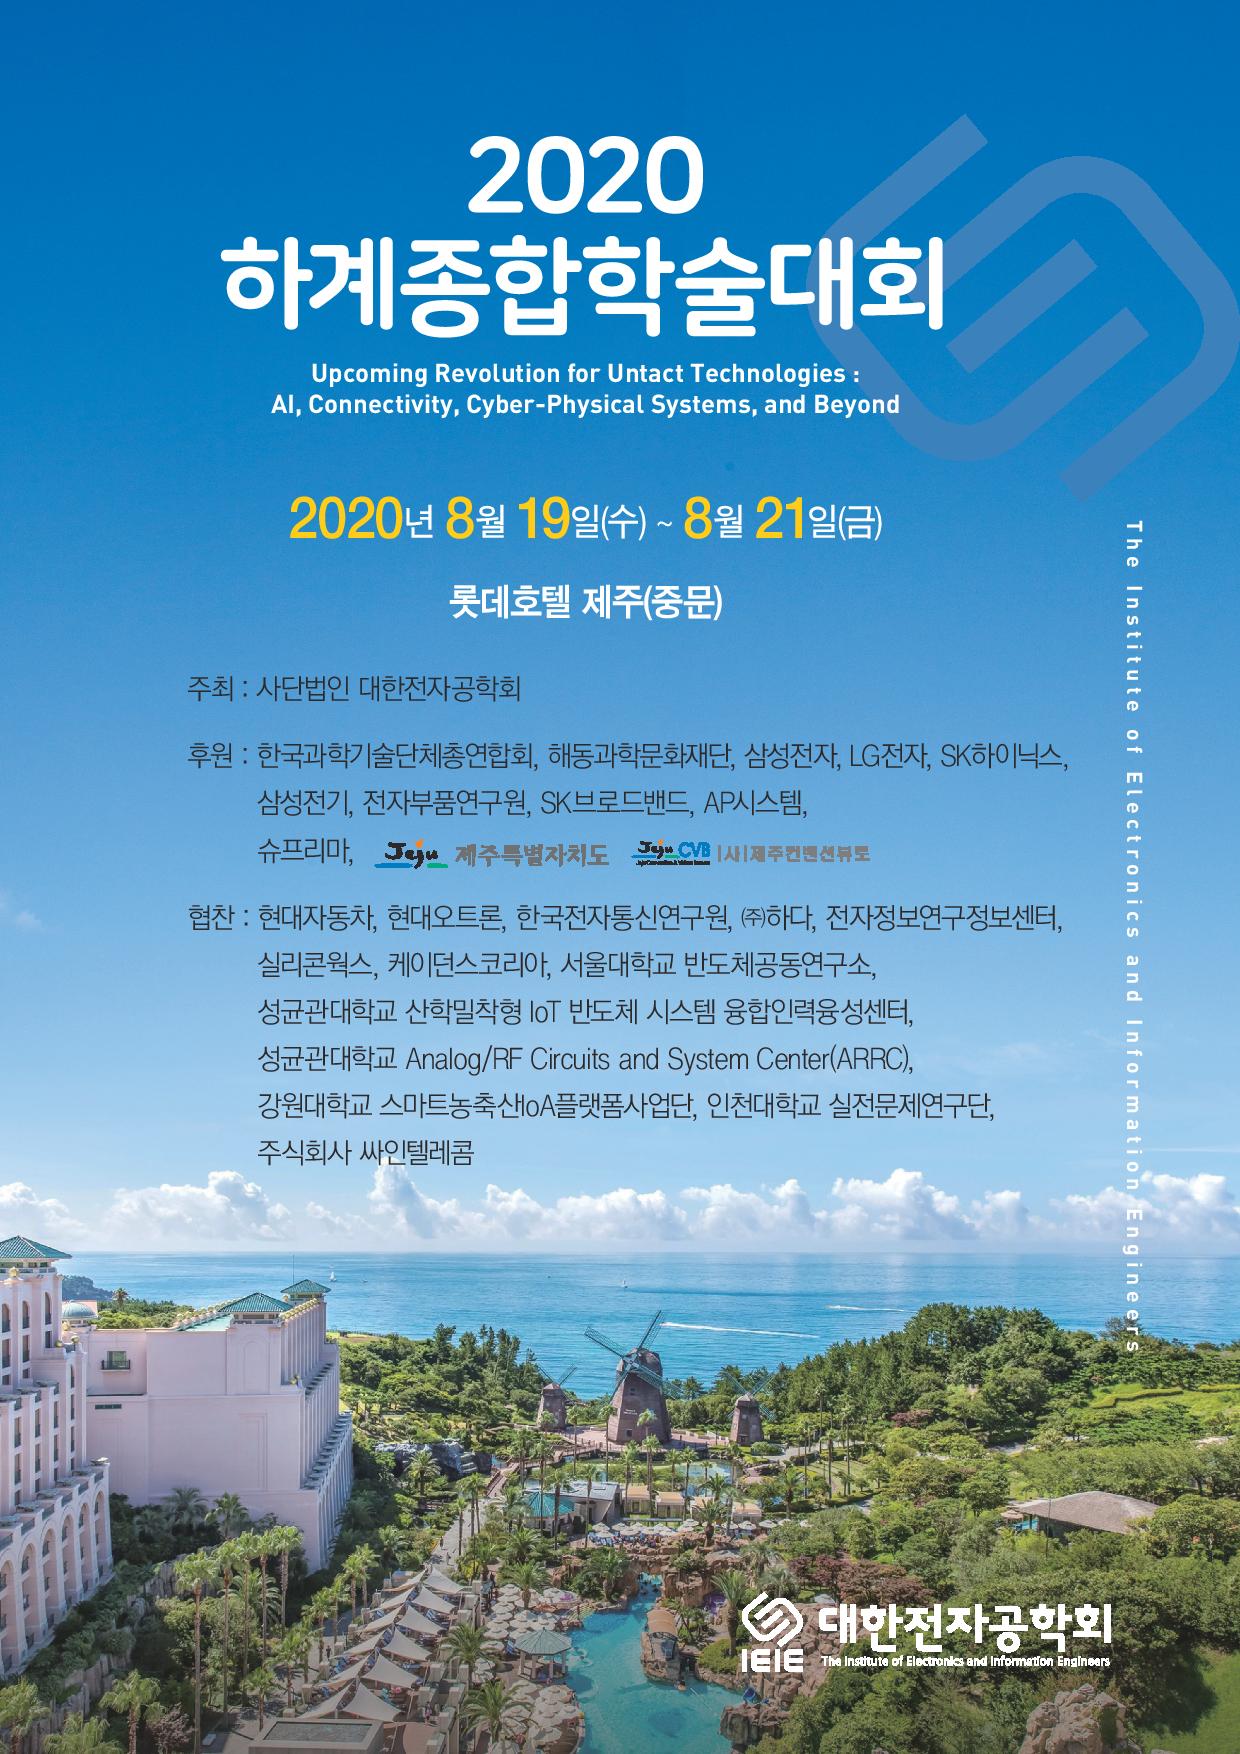 2020
하계종합학술대회
Upcoming Revolution for Untact Technologies :
AI, Connectivity, Cyber-Physical Systems, and Beyond
2020년 8월 19일(수) ~ 8월 21일(금)
롯데호텔 제주(중문)
주최 : 사단법인 대한전자공학회
후원 : 한국과학기술단체총연합회, 해동과학문화재단, 삼성전자, LG전자, SK하이닉스,
삼성전기, 전자부품연구원, SK브로드밴드, AP시스템,
슈프리마, Jeju 제주특별자치도 Jeju CVB |사|제주컨벤션뷰로
협찬 : 현대자동차, 현대오트론, 한국전자통신연구원, ㈜하다, 전자정보연구정보센터,
실리콘웍스, 케이던스코리아, 서울대학교 반도체공동연구소,
성균관대학교 산학밀착형 IoT 반도체 시스템 융합인력융성센터,
성균관대학교 Analog/RF Circuits and System Center(ARRC),
강원대학교 스마트농축산IoA플랫폼사업단, 인천대학교 실전문제연구단,
주식회사 싸인텔레콤
The Institute of Electronics and Information Engineers
IEIE 대한전자공학회
The Institute of Electronics and Information Engineers